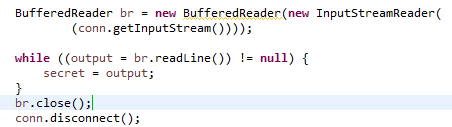 BufferedReader br = new BufferedReader(new InputStreamReader(
(conn.getInputStream())));
while ((output = br.readLine()) != null) {
secret = output;
}
br.close();
conn.disconnect();